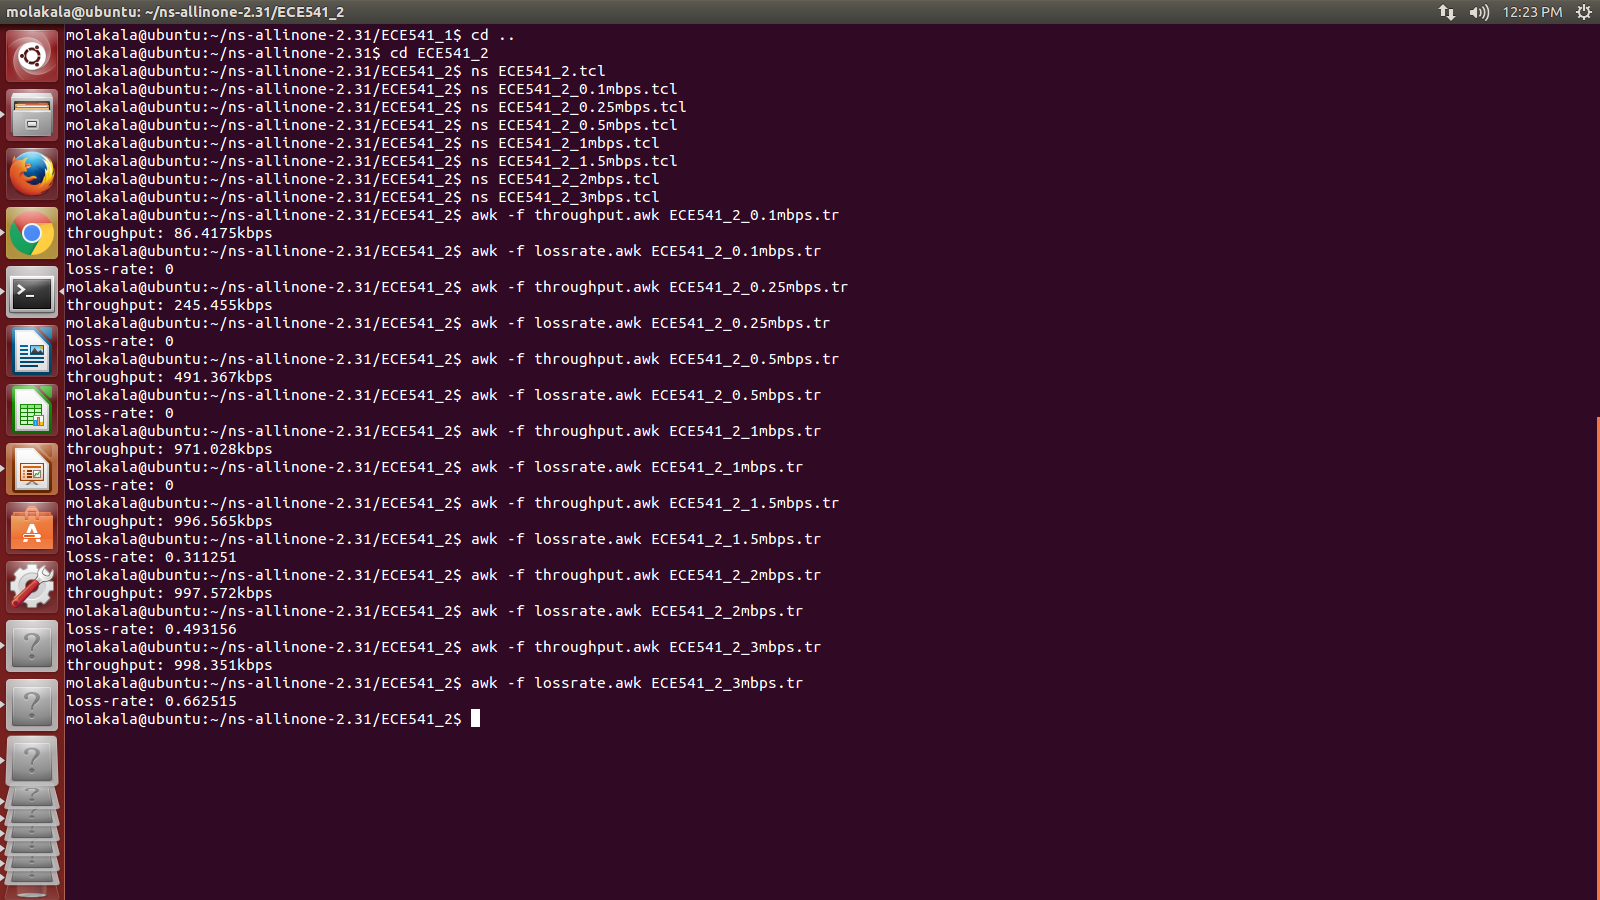 molakala@ubuntu: ~/ns-allinone-2.31/ECE541_2
12:23 PM
molakala@ubuntu:~/ns-allinone-2.31/ECE541_1$ cd ..
molakala@ubuntu:~/ns-allinone-2.31$ cd ECE541_2
molakala@ubuntu:~/ns-allinone-2.31/ECE541_2$ ns ECE541_2.tcl
molakala@ubuntu:~/ns-allinone-2.31/ECE541_2$ ns ECE541_2_0.1mbps.tcl
molakala@ubuntu:~/ns-allinone-2.31/ECE541_2$ ns ECE541_2_0.25mbps.tcl
molakala@ubuntu:~/ns-allinone-2.31/ECE541_2$ ns ECE541_2_0.5mbps.tcl
molakala@ubuntu:~/ns-allinone-2.31/ECE541_2$ ns ECE541_2_1mbps.tcl
molakala@ubuntu:~/ns-allinone-2.31/ECE541_2$ ns ECE541_2_1.5mbps.tcl
molakala@ubuntu:~/ns-allinone-2.31/ECE541_2$ ns ECE541_2_2mbps.tcl
molakala@ubuntu:~/ns-allinone-2.31/ECE541_2$ ns ECE541_2_3mbps.tcl
molakala@ubuntu:~/ns-allinone-2.31/ECE541_2$ awk -f throughput.awk ECE541_2_0.1mbps.tr
throughput: 86.4175kbps
molakala@ubuntu:~/ns-allinone-2.31/ECE541_2$ awk -f lossrate.awk ECE541_2_0.1mbps.tr
loss-rate: 0
molakala@ubuntu:~/ns-allinone-2.31/ECE541_2$ awk -f throughput.awk ECE541_2_0.25mbps.tr
throughput: 245.455kbps
molakala@ubuntu:~/ns-allinone-2.31/ECE541_2$ awk -f lossrate.awk ECE541_2_0.25mbps.tr
loss-rate: 0
molakala@ubuntu:~/ns-allinone-2.31/ECE541_2$ awk -f throughput.awk ECE541_2_0.5mbps.tr
throughput: 491.367kbps
molakala@ubuntu:~/ns-allinone-2.31/ECE541_2$ awk -f lossrate.awk ECE541_2_0.5mbps.tr
loss-rate: 0
molakala@ubuntu:~/ns-allinone-2.31/ECE541_2$ awk -f throughput.awk ECE541_2_1mbps.tr
throughput: 971.028kbps
molakala@ubuntu:~/ns-allinone-2.31/ECE541_2$ awk -f lossrate.awk ECE541_2_1mbps.tr
loss-rate: 0
molakala@ubuntu:~/ns-allinone-2.31/ECE541_2$ awk -f throughput.awk ECE541_2_1.5mbps.tr
throughput: 996.565kbps
molakala@ubuntu:~/ns-allinone-2.31/ECE541_2$ awk -f lossrate.awk ECE541_2_1.5mbps.tr
loss-rate: 0.311251
molakala@ubuntu:~/ns-allinone-2.31/ECE541_2$ awk -f throughput.awk ECE541_2_2mbps.tr
throughput: 997.572kbps
molakala@ubuntu:~/ns-allinone-2.31/ECE541_2$ awk -f lossrate.awk ECE541_2_2mbps.tr
loss-rate: 0.493156
molakala@ubuntu:~/ns-allinone-2.31/ECE541_2$ awk -f throughput.awk ECE541_2_3mbps.tr
throughput: 998.351kbps
molakala@ubuntu:~/ns-allinone-2.31/ECE541_2$ awk -f lossrate.awk ECE541_2_3mbps.tr
loss-rate: 0.662515
molakala@ubuntu:~/ns-allinone-2.31/ECE541_2$